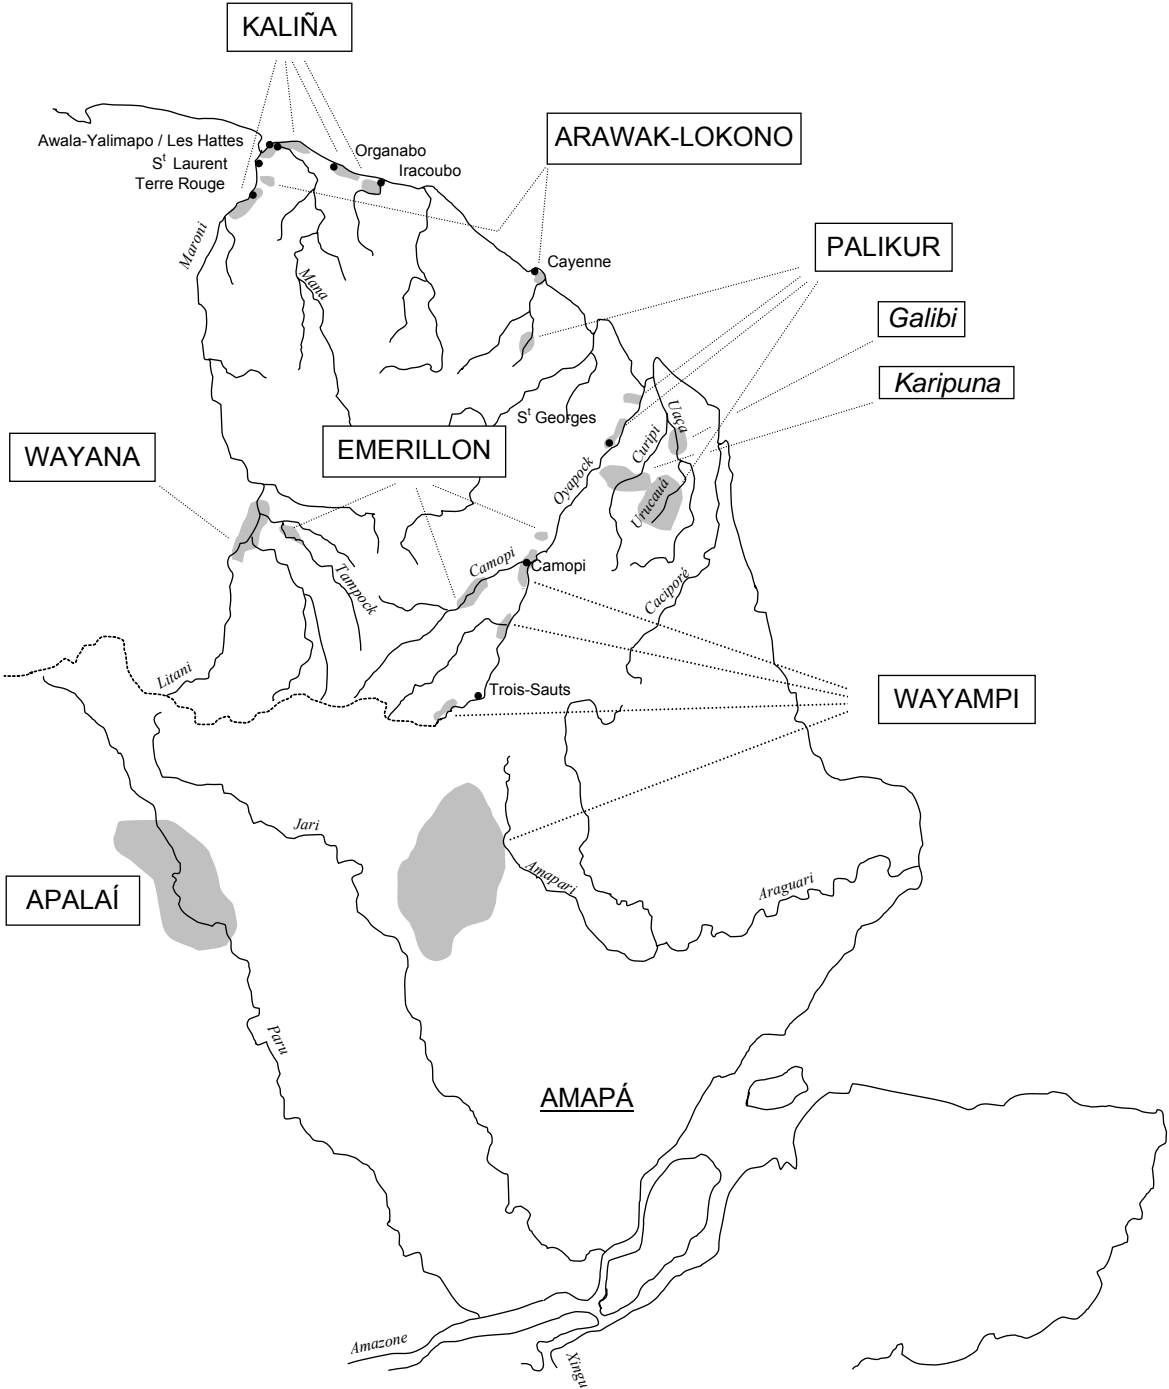 KALIÑA
ARAWAK-LOKONO
Awala-Yalimapo / Les Hattes
Sᵗ Laurent
Terre Rouge
Organabo
Iracoubo
Maroni
Mana
Cayenne
PALIKUR
Galibi
Karipuna
Sᵗ Georges
Uaça
Curipi
Urucauá
Oyapock
WAYANA
EMERILLON
Camopi
Camopi
Tampock
Caciporé
Litani
Trois-Sauts
WAYAMPI
Jari
Amapari
Araguari
APALAÍ
Paru
AMAPÁ
Amazone
Xingu